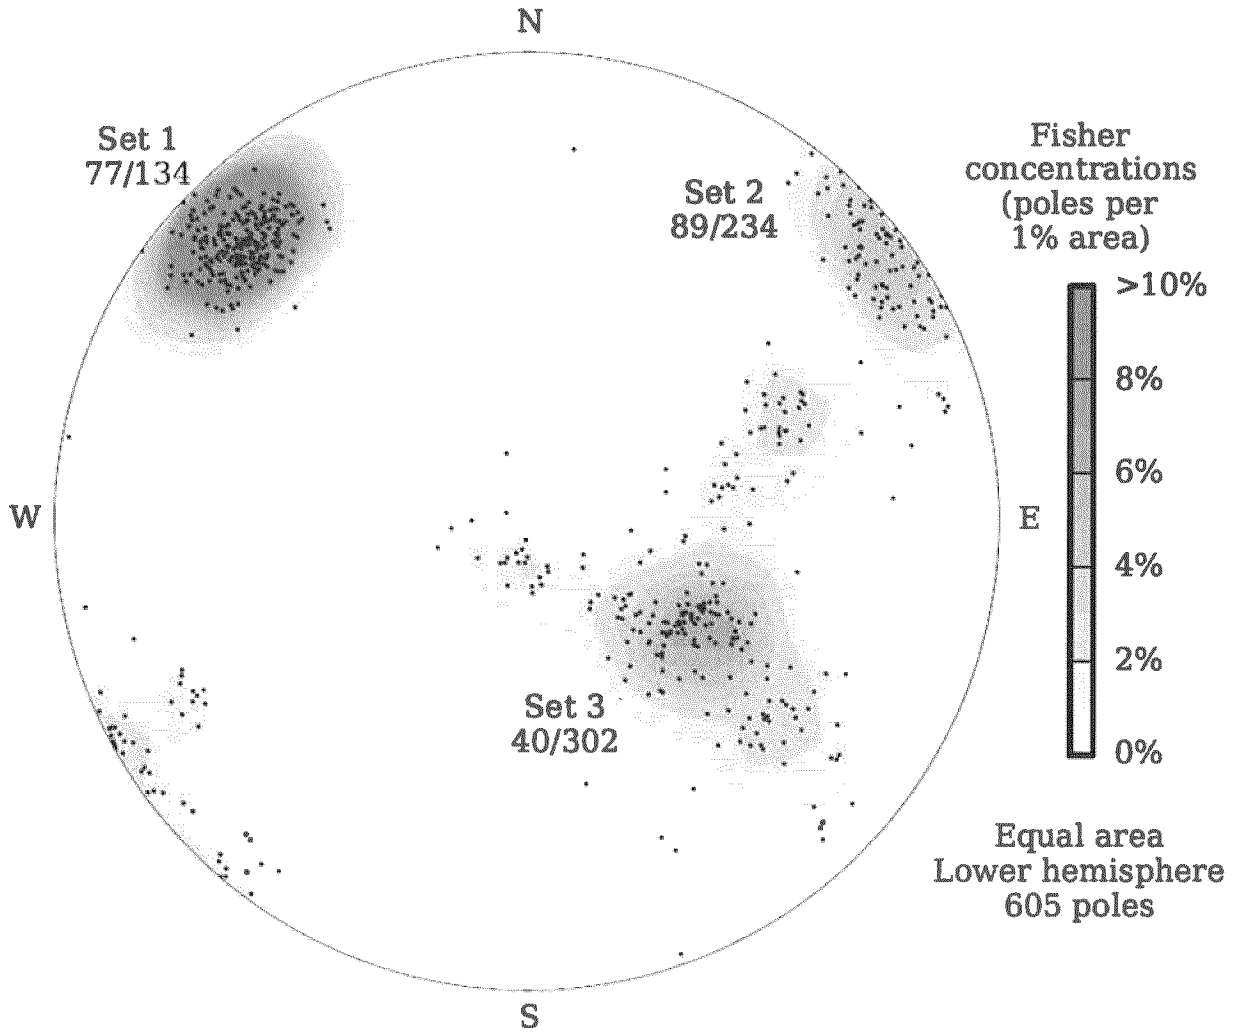 N
Set 1
77/134
Set 2
89/234
Fisher
concentrations
(poles per
1% area)
>10%
8%
6%
4%
2%
0%
W
E
Set 3
40/302
Equal area
Lower hemisphere
605 poles
S